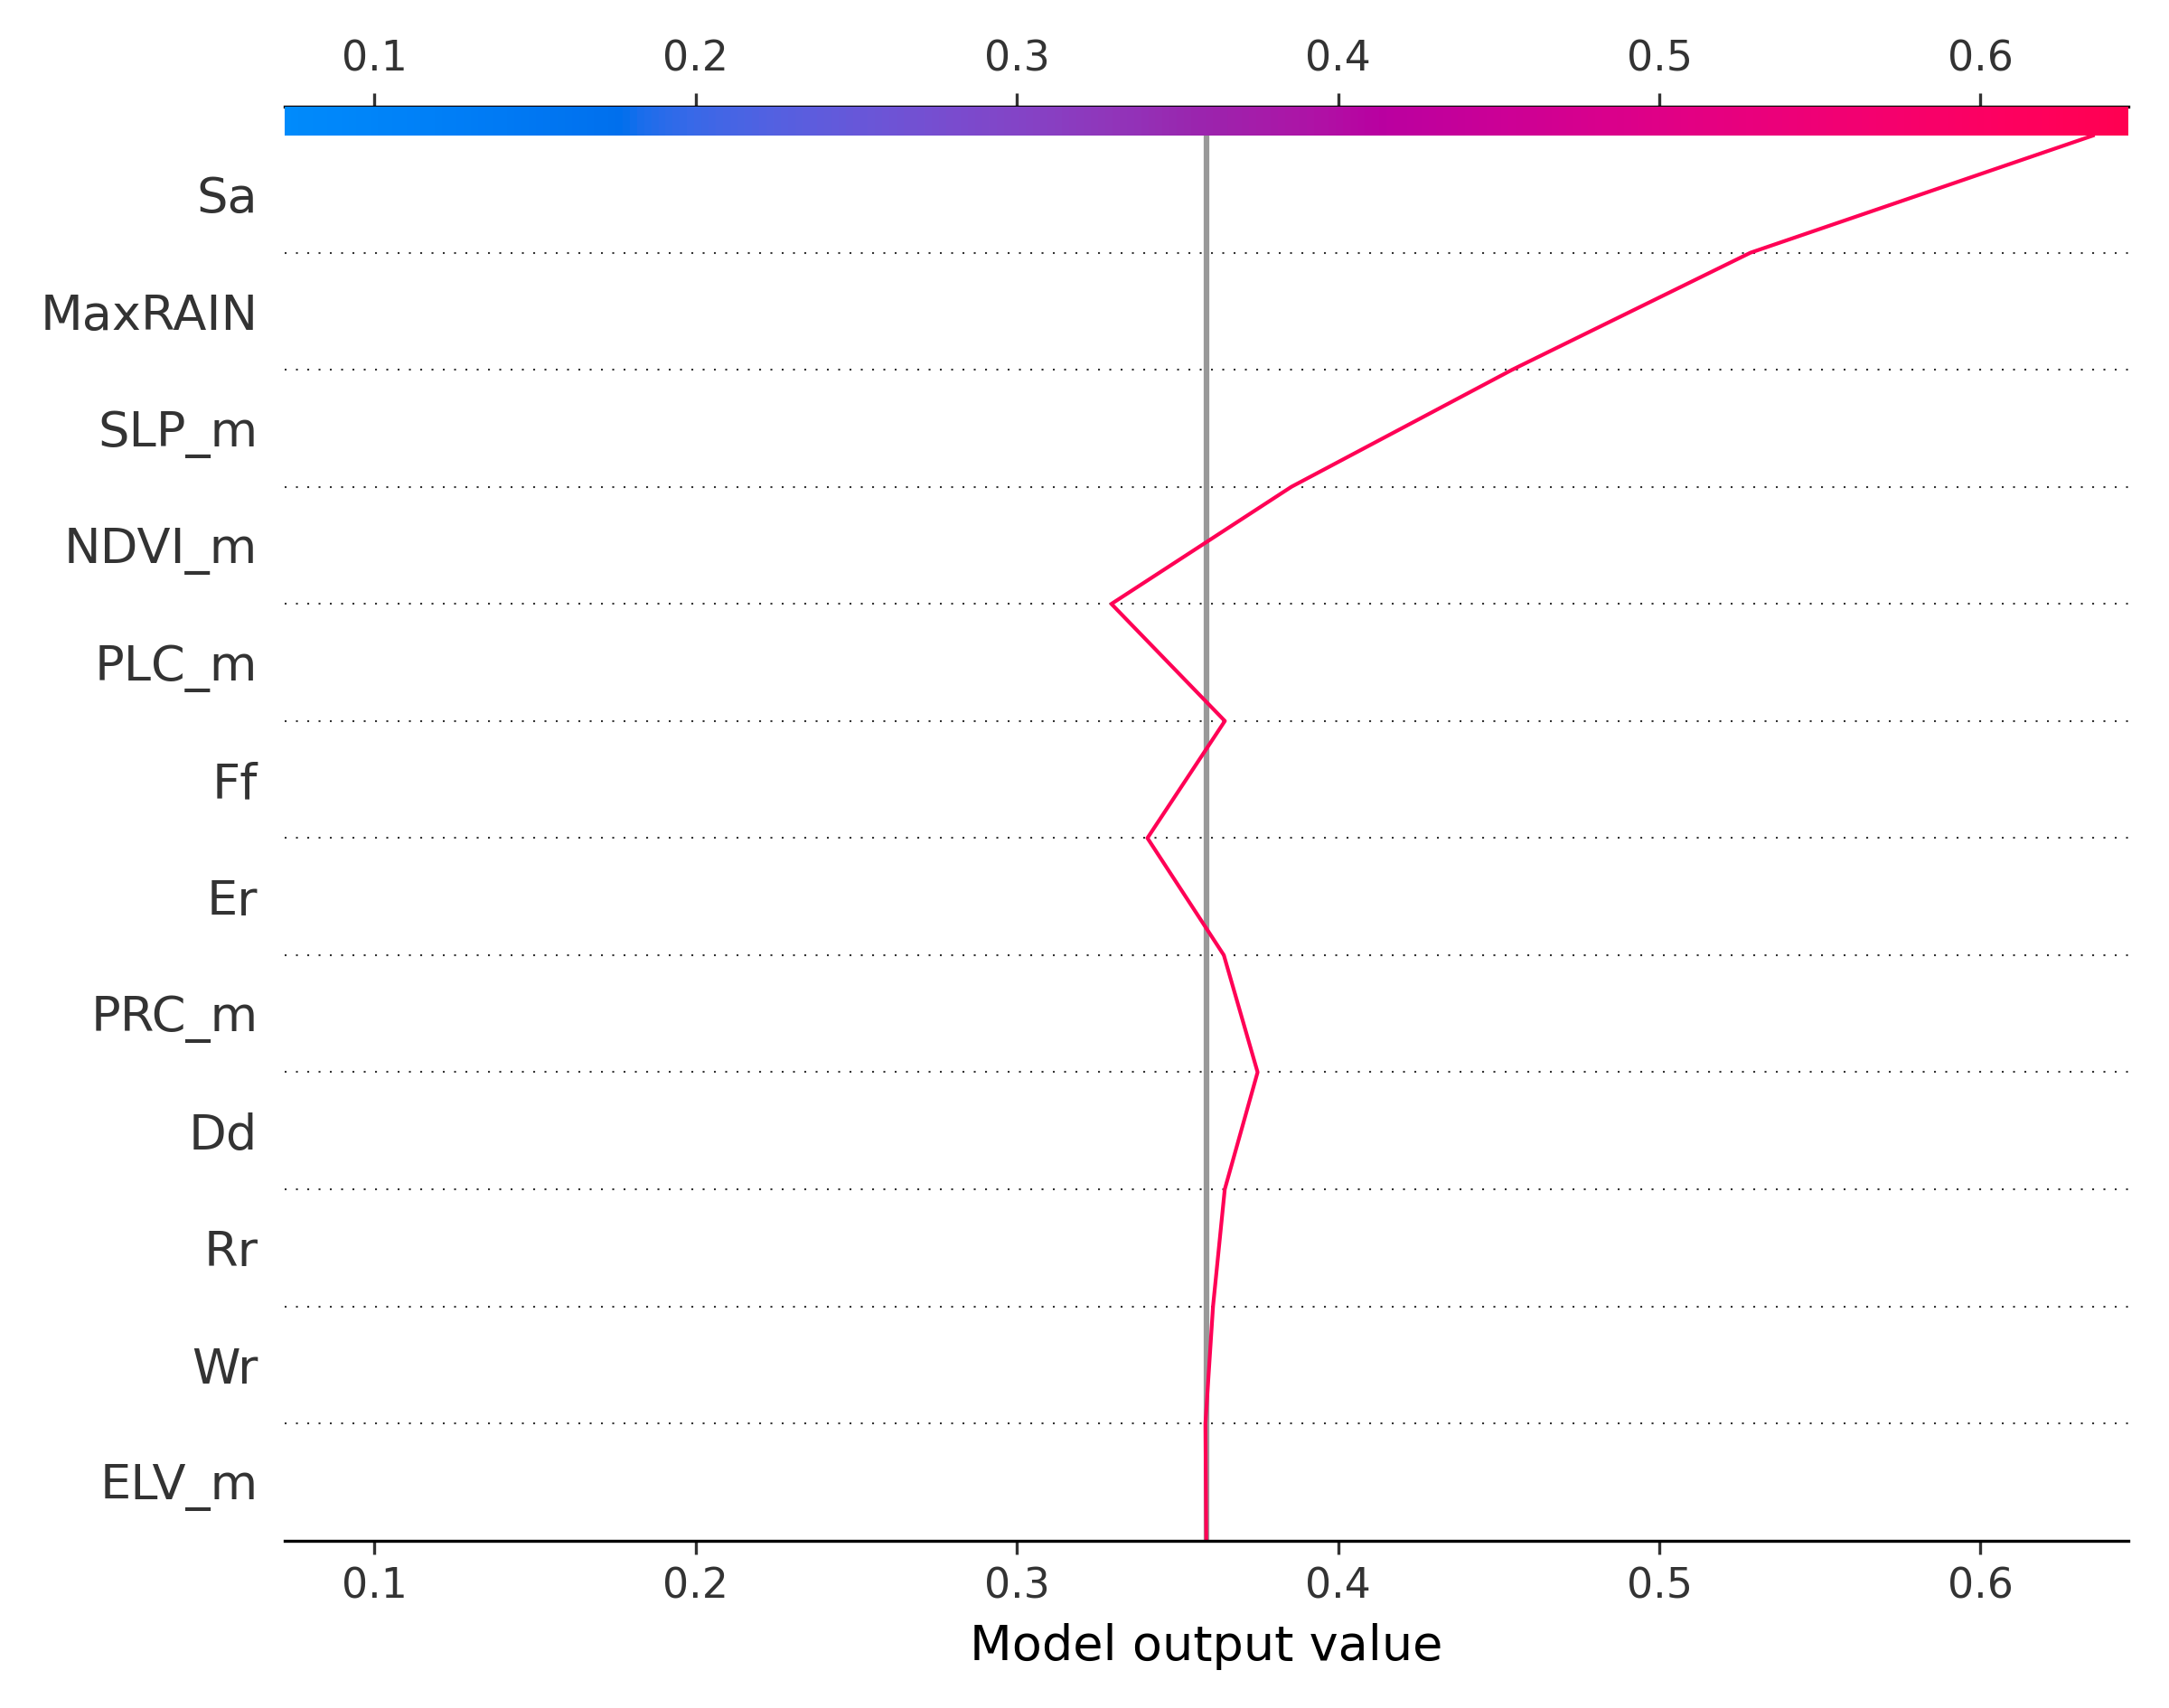 0.1 0.2 0.3 0.4 0.5 0.6
Sa
MaxRAIN
SLP_m
NDVI_m
PLC_m
Ff
Er
PRC_m
Dd
Rr
Wr
ELV_m
0.1 0.2 0.3 0.4 0.5 0.6
Model output value